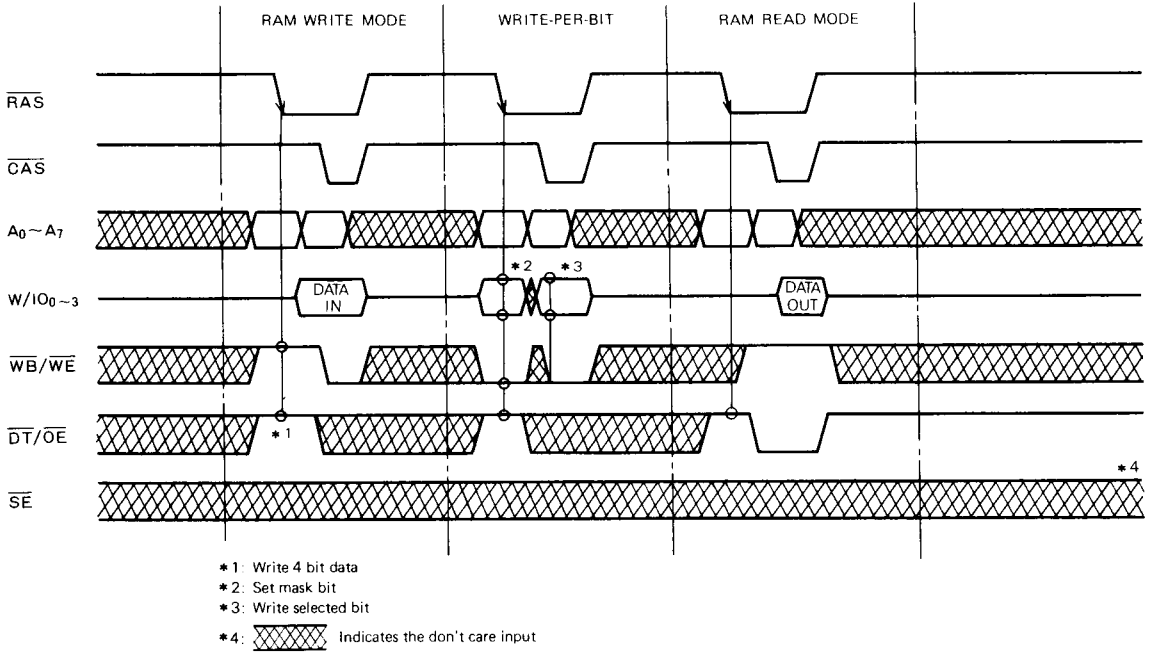 RAM WRITE MODE WRITE-PER-BIT RAM READ MODE
RAS
CAS
A0~A7
*2 *3
W/IO0~3 DATA IN DATA OUT
WB/WE
DT/OE *1
*4
SE
*1: Write 4 bit data
*2: Set mask bit
*3: Write selected bit
*4: Indicates the don't care input